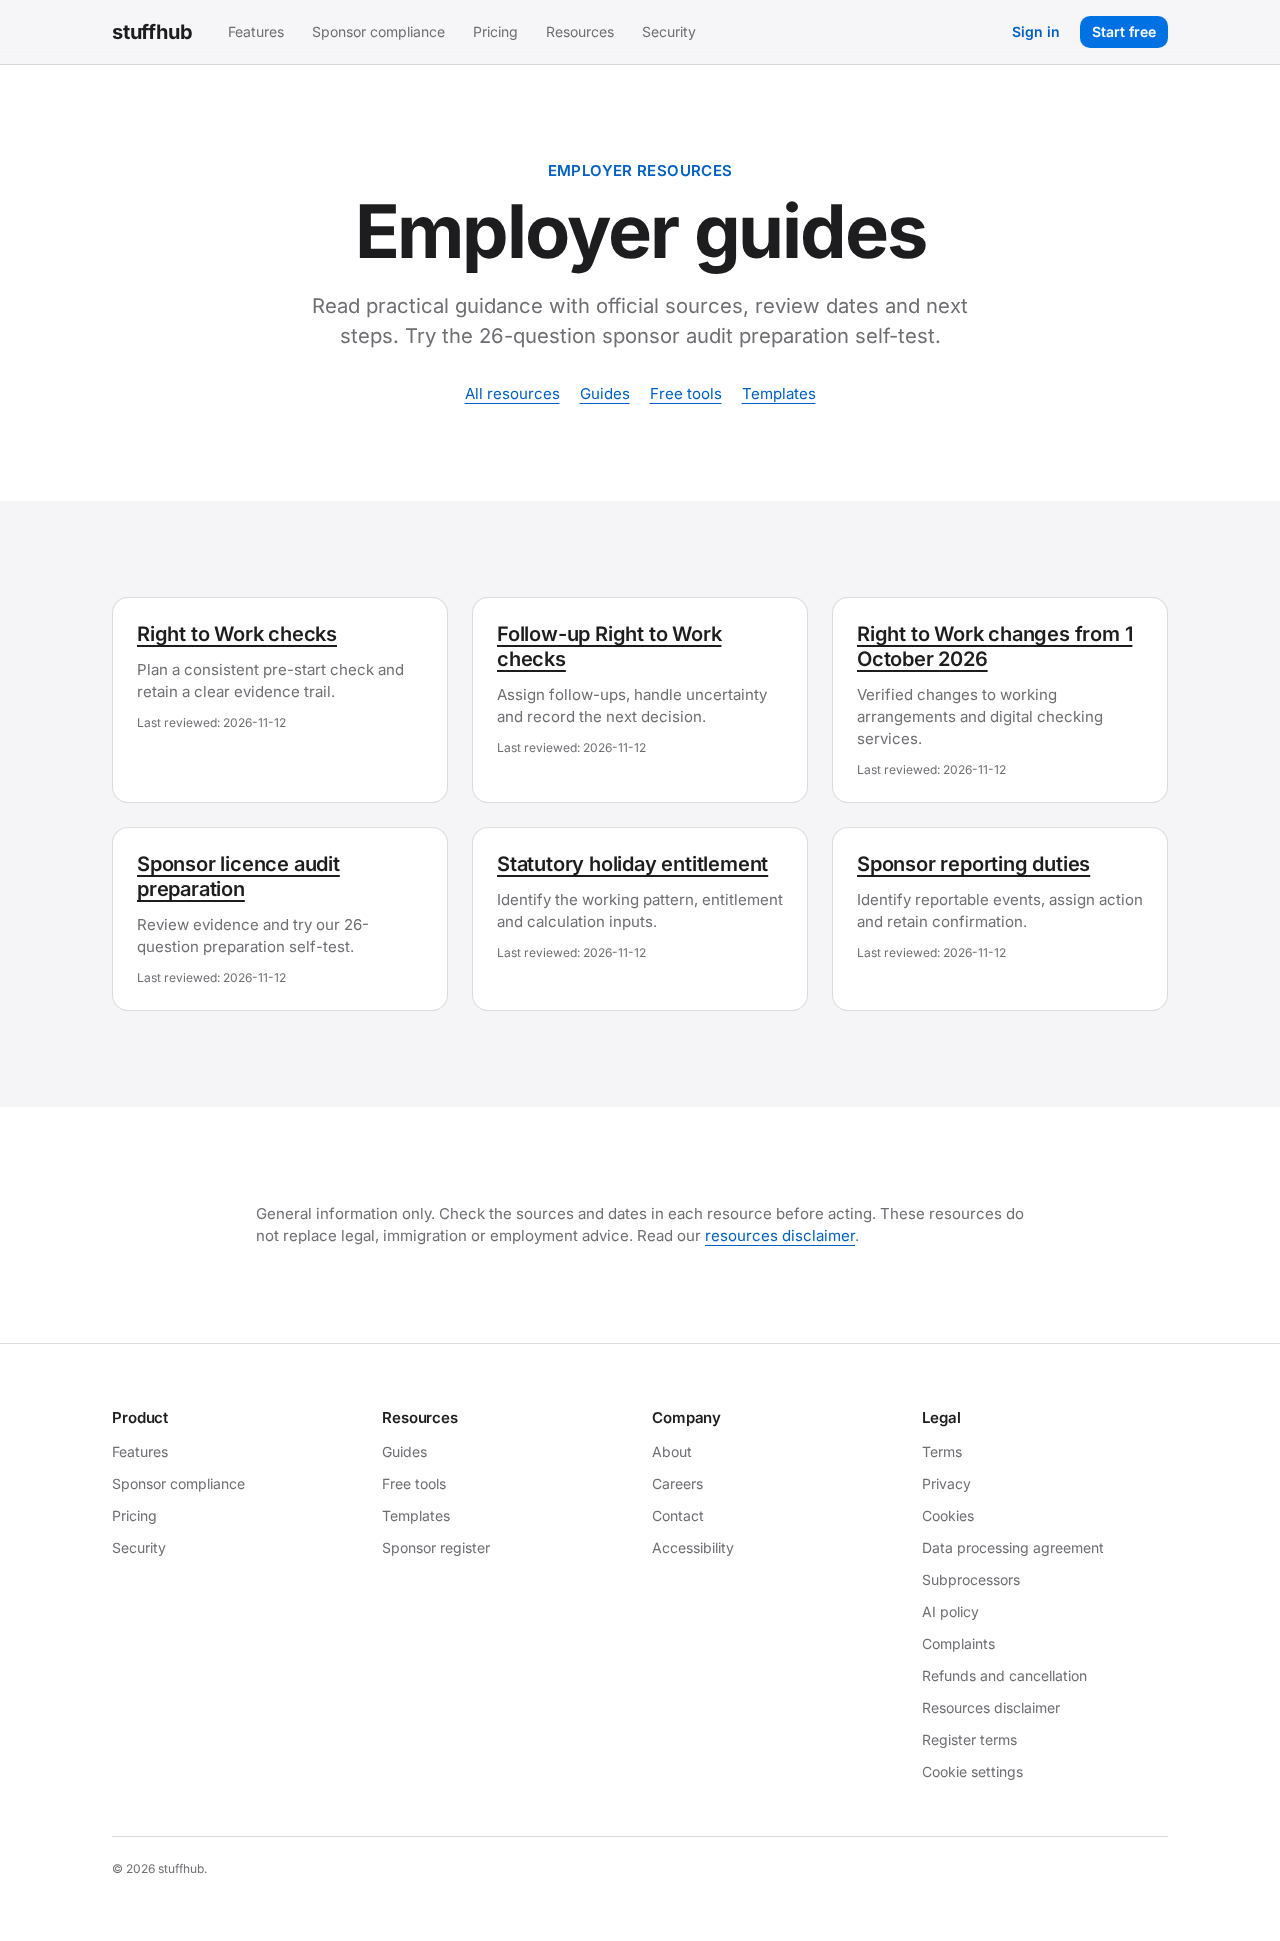 stuffhub
Features
Sponsor compliance
Pricing
Resources
Security
Sign in
Start free
EMPLOYER RESOURCES
Employer guides
Read practical guidance with official sources, review dates and next
steps. Try the 26-question sponsor audit preparation self-test.
All resources
Guides
Free tools
Templates
Right to Work checks
Plan a consistent pre-start check and
retain a clear evidence trail.
Last reviewed: 2026-11-12
Follow-up Right to Work
checks
Assign follow-ups, handle uncertainty
and record the next decision.
Last reviewed: 2026-11-12
Right to Work changes from 1
October 2026
Verified changes to working
arrangements and digital checking
services.
Last reviewed: 2026-11-12
Sponsor licence audit
preparation
Review evidence and try our 26-
question preparation self-test.
Last reviewed: 2026-11-12
Statutory holiday entitlement
Identify the working pattern, entitlement
and calculation inputs.
Last reviewed: 2026-11-12
Sponsor reporting duties
Identify reportable events, assign action
and retain confirmation.
Last reviewed: 2026-11-12
General information only. Check the sources and dates in each resource before acting. These resources do
not replace legal, immigration or employment advice. Read our resources disclaimer.
Product
Features
Sponsor compliance
Pricing
Security
Resources
Guides
Free tools
Templates
Sponsor register
Company
About
Careers
Contact
Accessibility
Legal
Terms
Privacy
Cookies
Data processing agreement
Subprocessors
AI policy
Complaints
Refunds and cancellation
Resources disclaimer
Register terms
Cookie settings
© 2026 stuffhub.